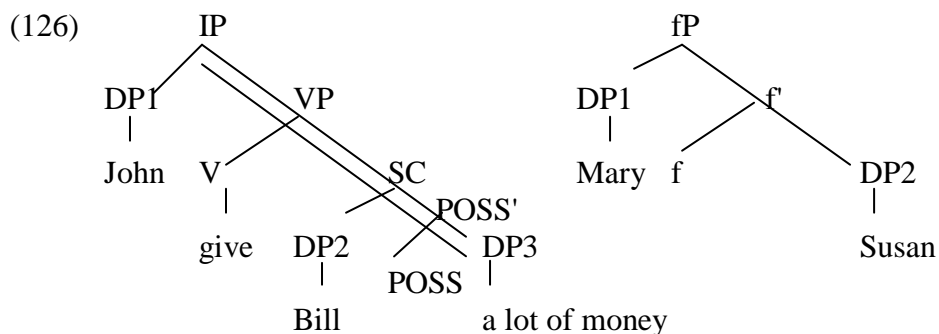 (126) IP fP
DP1 VP DP1 f'
John V SC Mary f DP2
POSS'
give DP2 DP3 Susan
POSS
Bill a lot of money